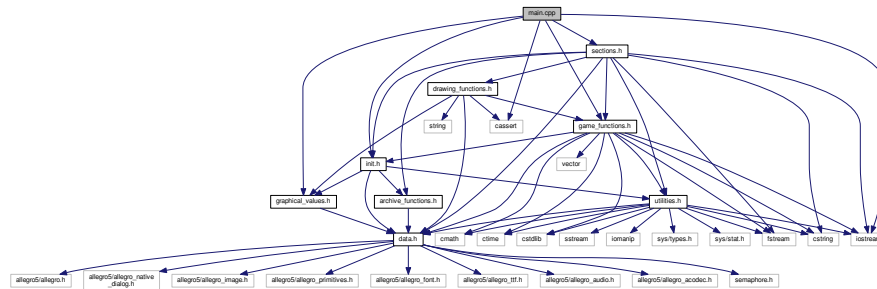 main.cpp
sections.h
drawing_functions.h
string
cassert
game_functions.h
init.h
vector
graphical_values.h
archive_functions.h
utilities.h
data.h
cmath
ctime
cstdlib
sstream
iomanip
sys/types.h
sys/stat.h
fstream
cstring
iostream
allegro5/allegro.h
allegro5/allegro_native
_dialog.h
allegro5/allegro_image.h
allegro5/allegro_primitives.h
allegro5/allegro_font.h
allegro5/allegro_ttf.h
allegro5/allegro_audio.h
allegro5/allegro_acodec.h
semaphore.h